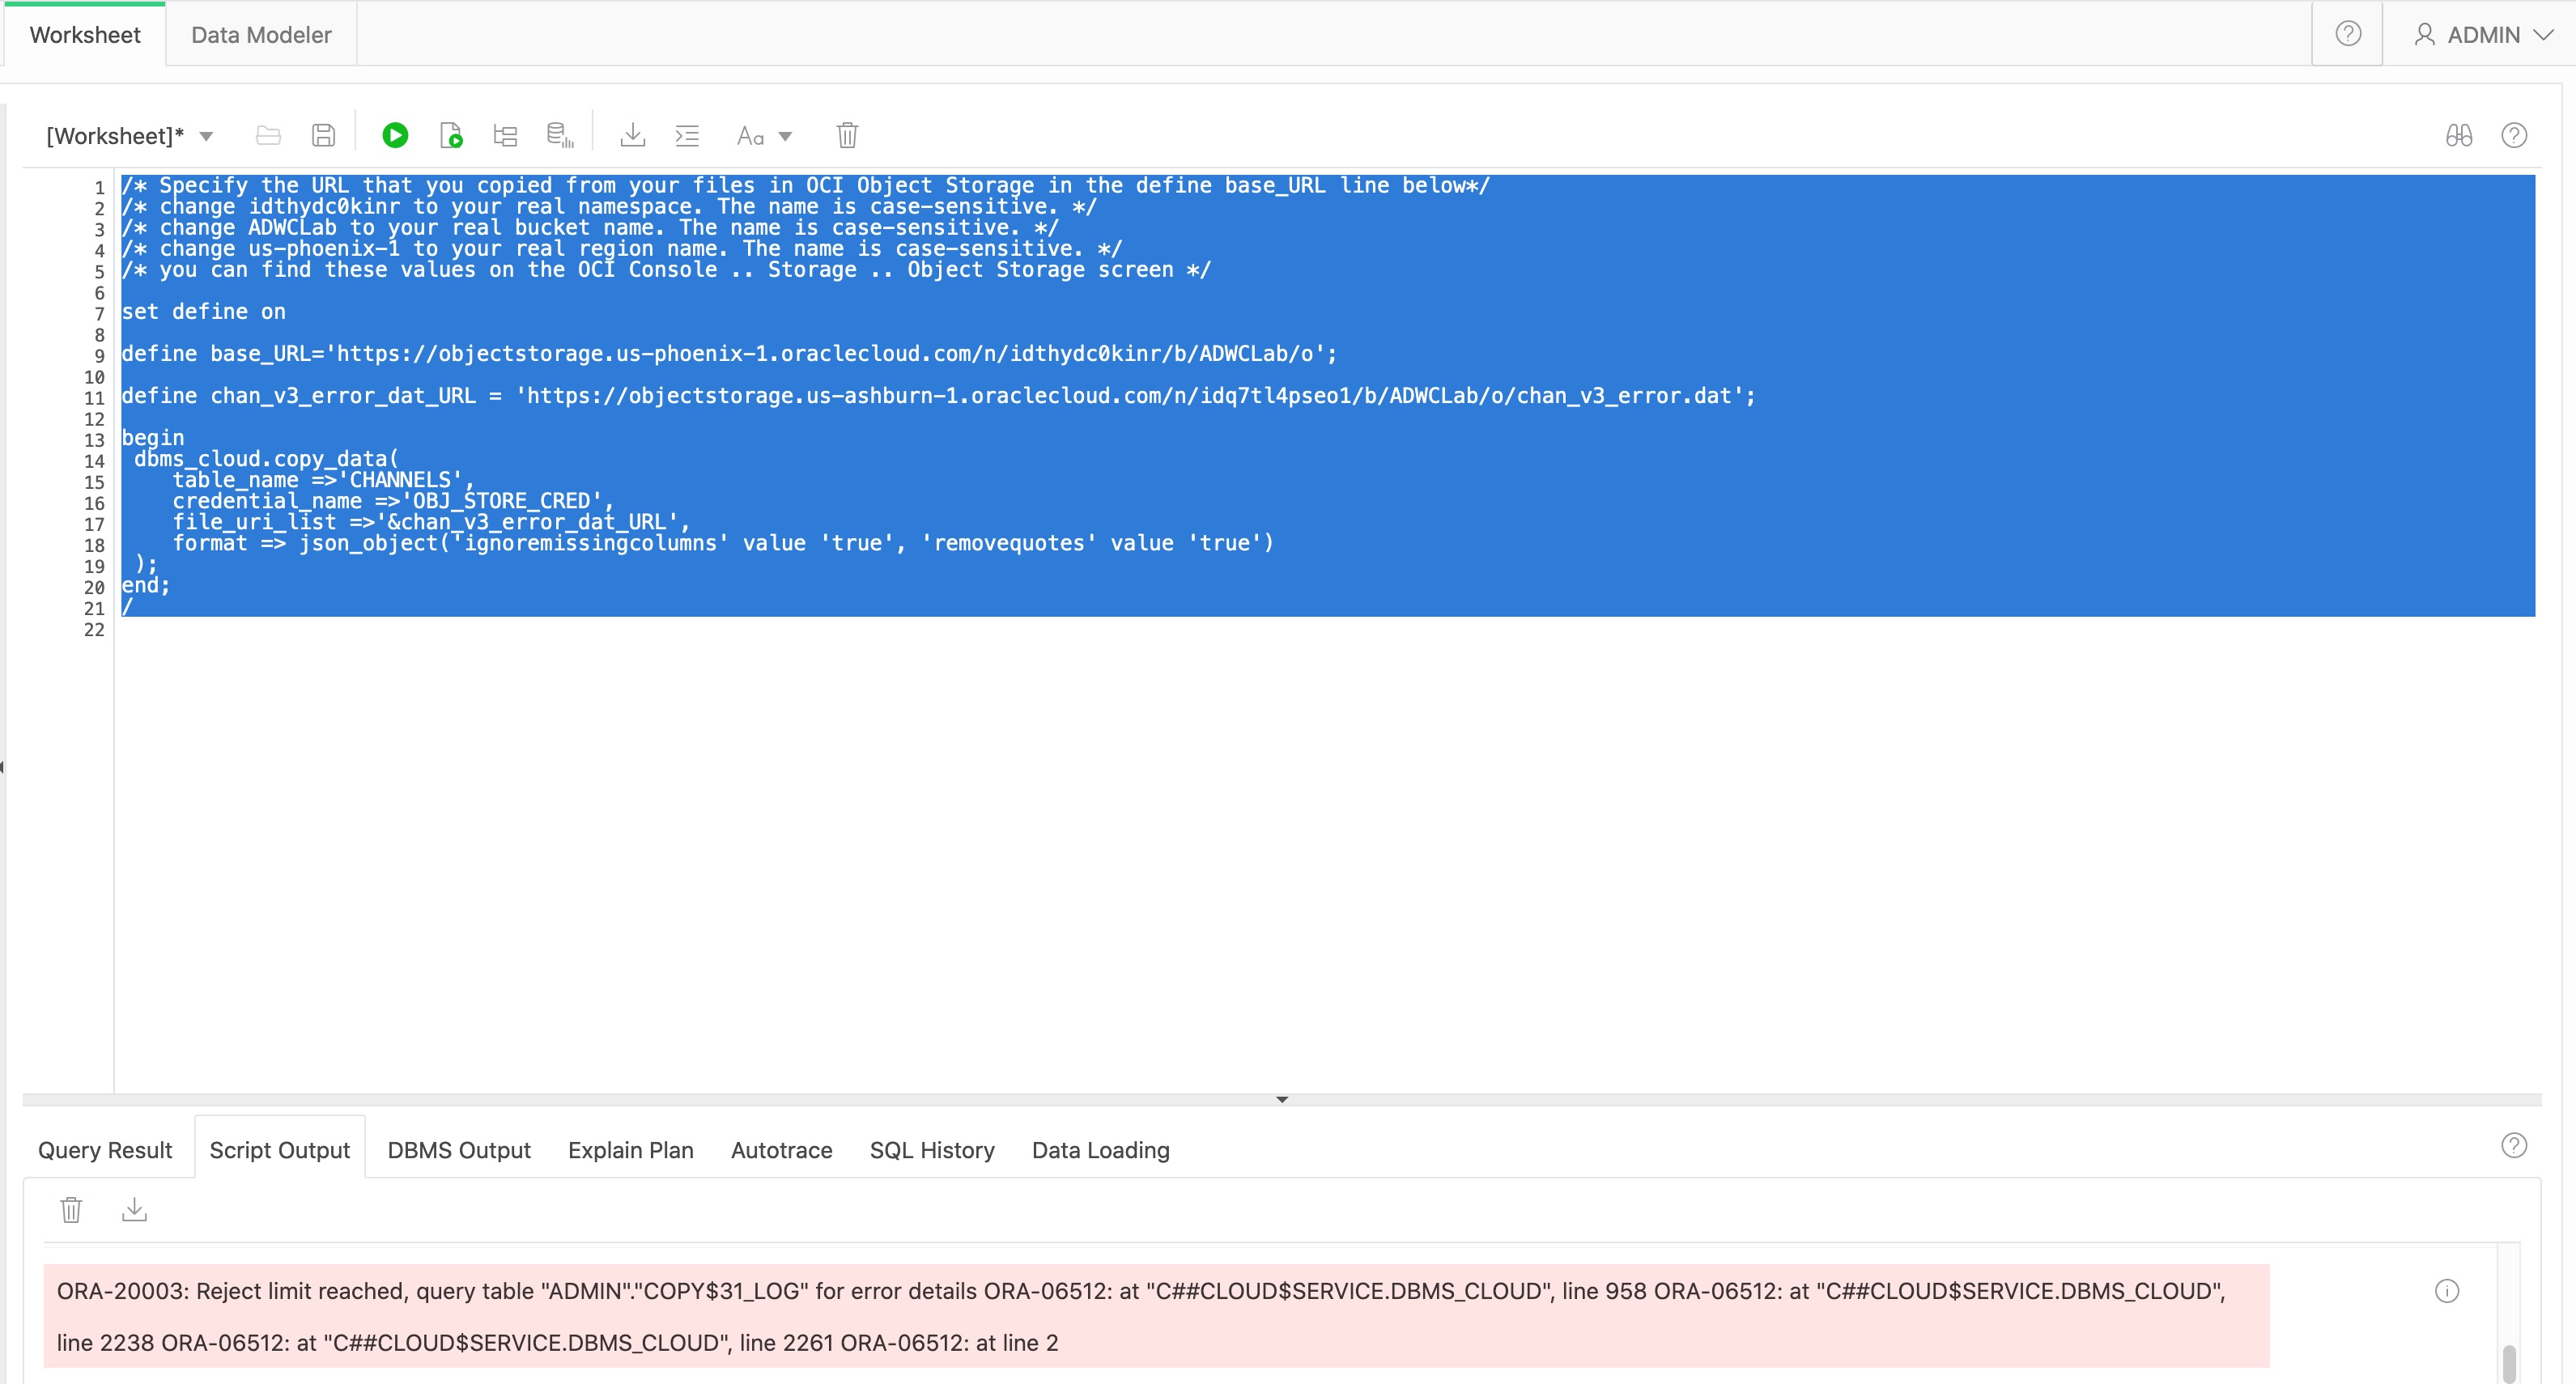 Worksheet Data Modeler ADMIN
[Worksheet]* Aa
1 /* Specify the URL that you copied from your files in OCI Object Storage in the define base_URL line below*/
2 /* change idthydc0kinr to your real namespace. The name is case-sensitive. */
3 /* change ADWCLab to your real bucket name. The name is case-sensitive. */
4 /* change us-phoenix-1 to your real region name. The name is case-sensitive. */
5 /* you can find these values on the OCI Console .. Storage .. Object Storage screen */
6
7 set define on
8
9 define base_URL='https://objectstorage.us-phoenix-1.oraclecloud.com/n/idthydc0kinr/b/ADWCLab/o';
10
11 define chan_v3_error_dat_URL = 'https://objectstorage.us-ashburn-1.oraclecloud.com/n/idq7tl4pseo1/b/ADWCLab/o/chan_v3_error.dat';
12
13 begin
14 dbms_cloud.copy_data(
15 table_name =>'CHANNELS',
16 credential_name =>'OBJ_STORE_CRED',
17 file_uri_list =>'&chan_v3_error_dat_URL',
18 format => json_object('ignoremissingcolumns' value 'true', 'removequotes' value 'true')
19 );
20 end;
21 /
22
Query Result Script Output DBMS Output Explain Plan Autotrace SQL History Data Loading
ORA-20003: Reject limit reached, query table "ADMIN"."COPY$31_LOG" for error details ORA-06512: at "C##CLOUD$SERVICE.DBMS_CLOUD", line 958 ORA-06512: at "C##CLOUD$SERVICE.DBMS_CLOUD",
line 2238 ORA-06512: at "C##CLOUD$SERVICE.DBMS_CLOUD", line 2261 ORA-06512: at line 2